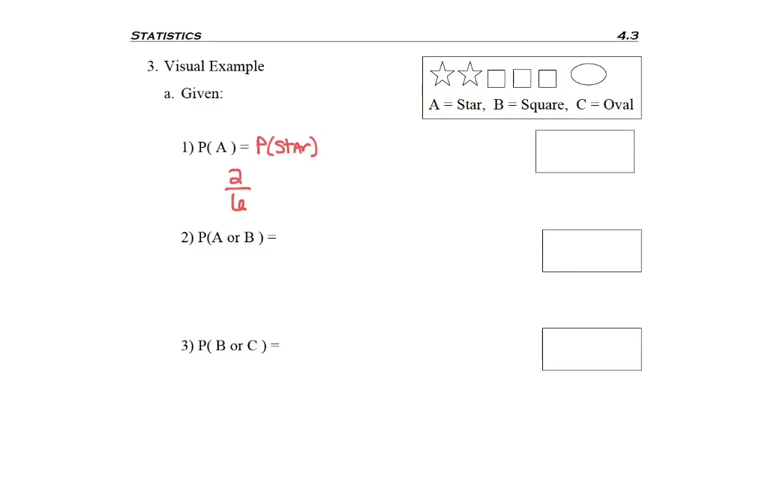 STATISTICS 4.3
3. Visual Example
a. Given:
A = Star, B = Square, C = Oval
1) P( A ) = P(STAR)
2
6
2) P(A or B ) =
3) P( B or C ) =